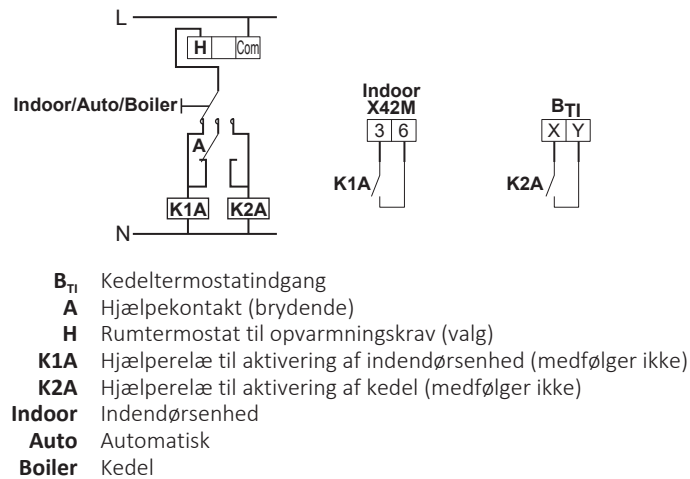 L
H Com
Indoor/Auto/Boiler
A
K1A K2A
N
Indoor
X42M
3 6
K1A
BTI
X Y
K2A
BTI Kedeltermostatindgang
A Hjælpekontakt (brydende)
H Rumtermostat til opvarmningskrav (valg)
K1A Hjælperelæ til aktivering af indendørsenhed (medfølger ikke)
K2A Hjælperelæ til aktivering af kedel (medfølger ikke)
Indoor Indendørsenhed
Auto Automatisk
Boiler Kedel